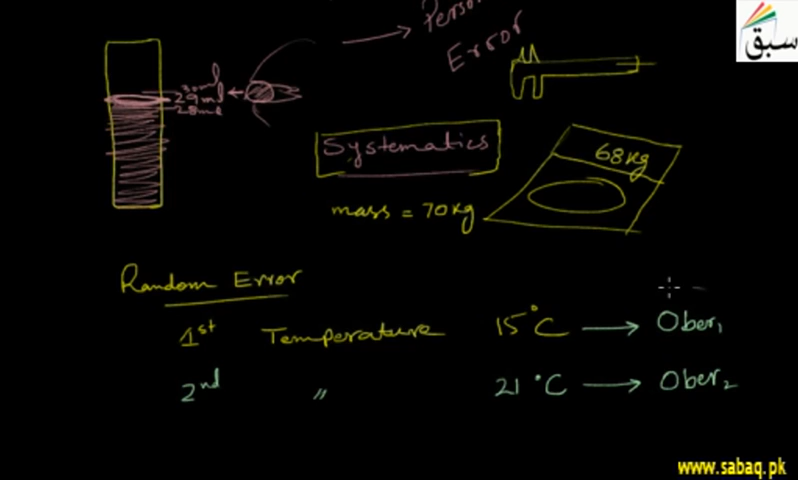 Error
سبق
30ml
29ml
28ml
Systematics
68kg
mass = 70kg
Random Error
1st Temperature 15°C → Ober1
2nd " 21°C → Ober2
www.sabaq.pk